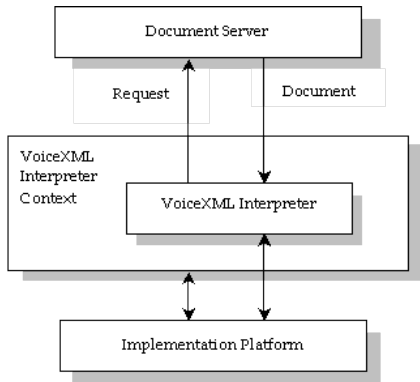 Document Server
Request
Document
VoiceXML
Interpreter
Context
VoiceXML Interpreter
Implementation Platform